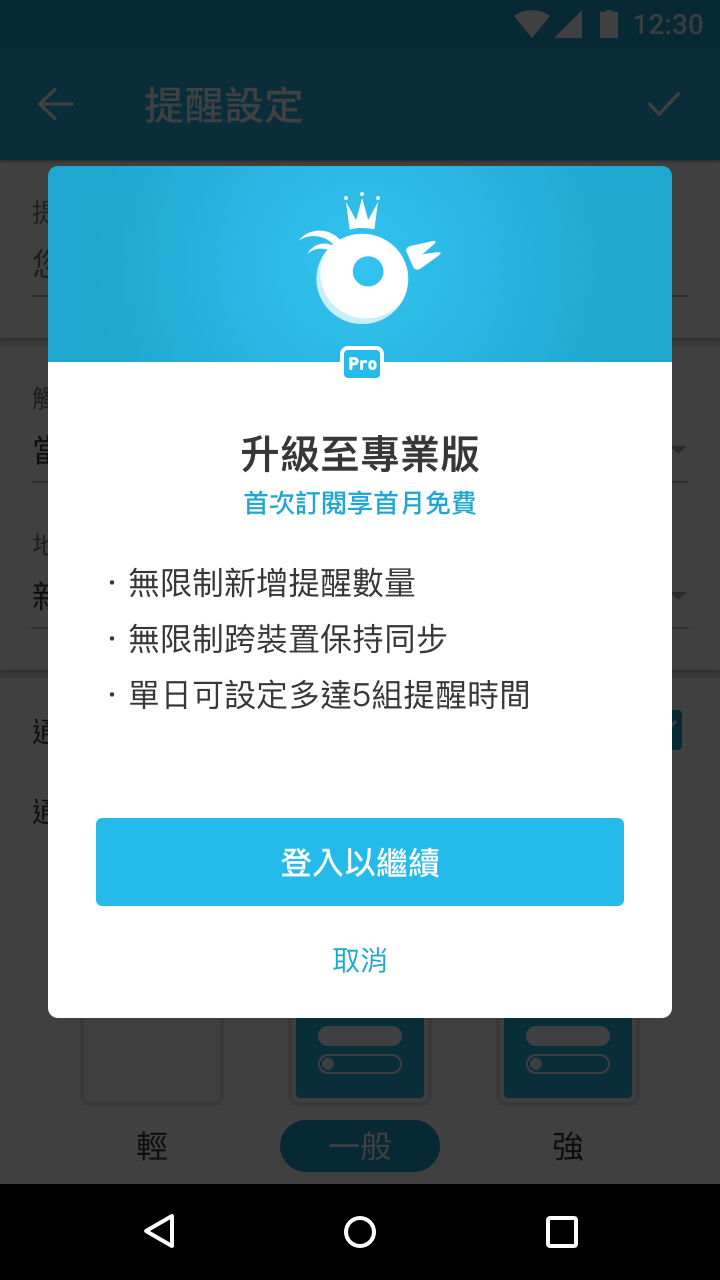 12:30
提醒設定
Pro
升級至專業版
首次訂閱享首月免費
· 無限制新增提醒數量
· 無限制跨裝置保持同步
· 單日可設定多達5組提醒時間
登入以繼續
取消
輕
一般
強